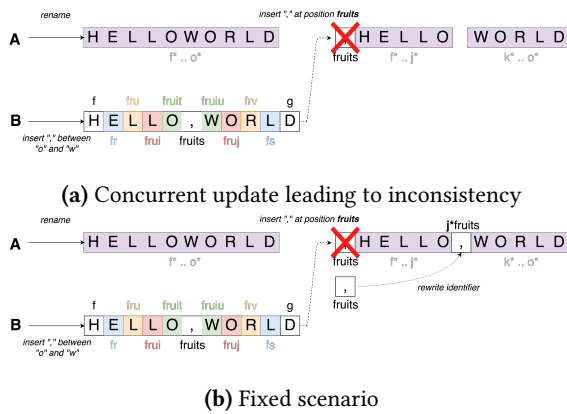 rename
insert "," at position fruits
A
H E L L O W O R L D
f* .. o*
,
fruits
H E L L O
f* .. j*
W O R L D
k* .. o*
f fru fruit fruiu frv g
B
H E L L O , W O R L D
insert "," between
"o" and "w"
fr frui fruits fruj fs
(a) Concurrent update leading to inconsistency
rename
insert "," at position fruits
j*fruits
A
H E L L O W O R L D
f* .. o*
,
fruits
H E L L O , W O R L D
f* .. j*
k* .. o*
,
fruits
rewrite identifier
f fru fruit fruiu frv g
B
H E L L O , W O R L D
insert "," between
"o" and "w"
fr frui fruits fruj fs
(b) Fixed scenario